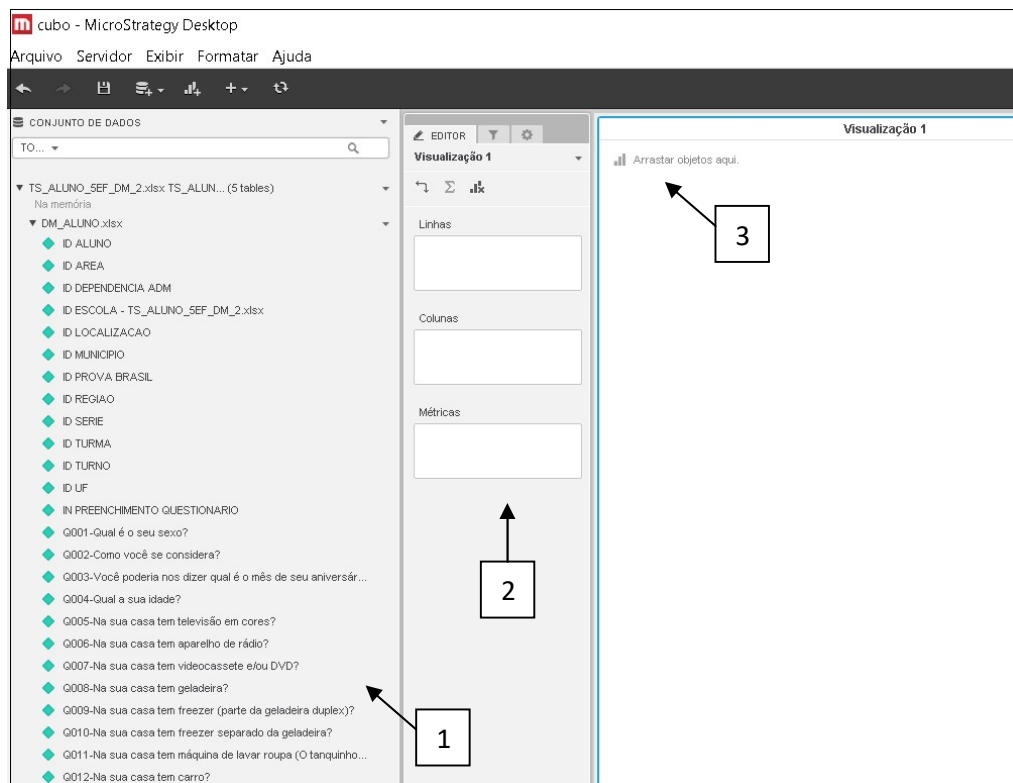 cubo - MicroStrategy Desktop
Arquivo Servidor Exibir Formatar Ajuda
CONJUNTO DE DADOS
TO...
TS_ALUNO_5EF_DM_2.xlsx TS_ALUN... (5 tables)
Na memória
DM_ALUNO.xlsx
ID ALUNO
ID AREA
ID DEPENDENCIA ADM
ID ESCOLA - TS_ALUNO_5EF_DM_2.xlsx
ID LOCALIZACAO
ID MUNICIPIO
ID PROVA BRASIL
ID REGIAO
ID SERIE
ID TURMA
ID TURNO
ID UF
IN PREENCHIMENTO QUESTIONARIO
Q001-Qual é o seu sexo?
Q002-Como você se considera?
Q003-Você poderia nos dizer qual é o mês de seu aniversár...
Q004-Qual a sua idade?
Q005-Na sua casa tem televisão em cores?
Q006-Na sua casa tem aparelho de rádio?
Q007-Na sua casa tem videocassete e/ou DVD?
Q008-Na sua casa tem geladeira?
Q009-Na sua casa tem freezer (parte da geladeira duplex)?
Q010-Na sua casa tem freezer separado da geladeira?
Q011-Na sua casa tem máquina de lavar roupa (O tanquinho...
Q012-Na sua casa tem carro?
1
EDITOR
Visualização 1
Linhas
Colunas
Métricas
2
Visualização 1
Arrastar objetos aqui.
3